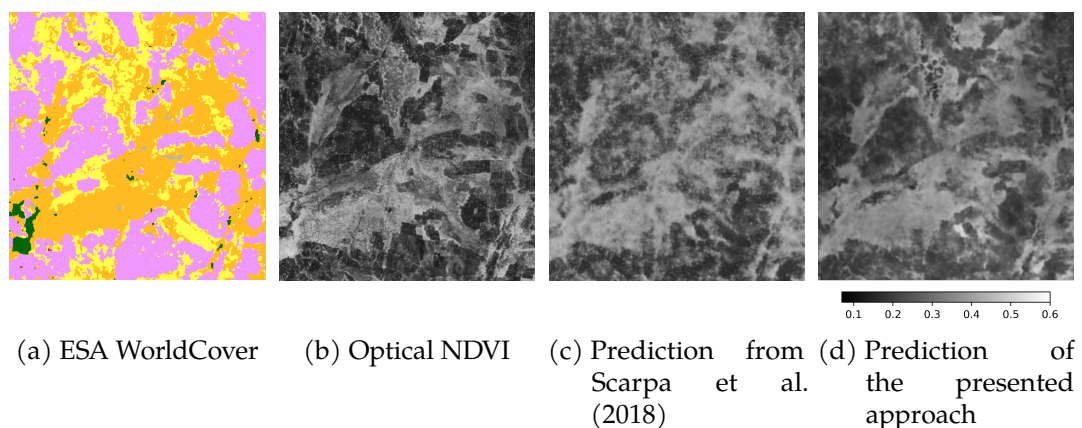 0.1 0.2 0.3 0.4 0.5 0.6
(a) ESA WorldCover
(b) Optical NDVI
(c) Prediction from
Scarpa et al.
(2018)
(d) Prediction of
the presented
approach